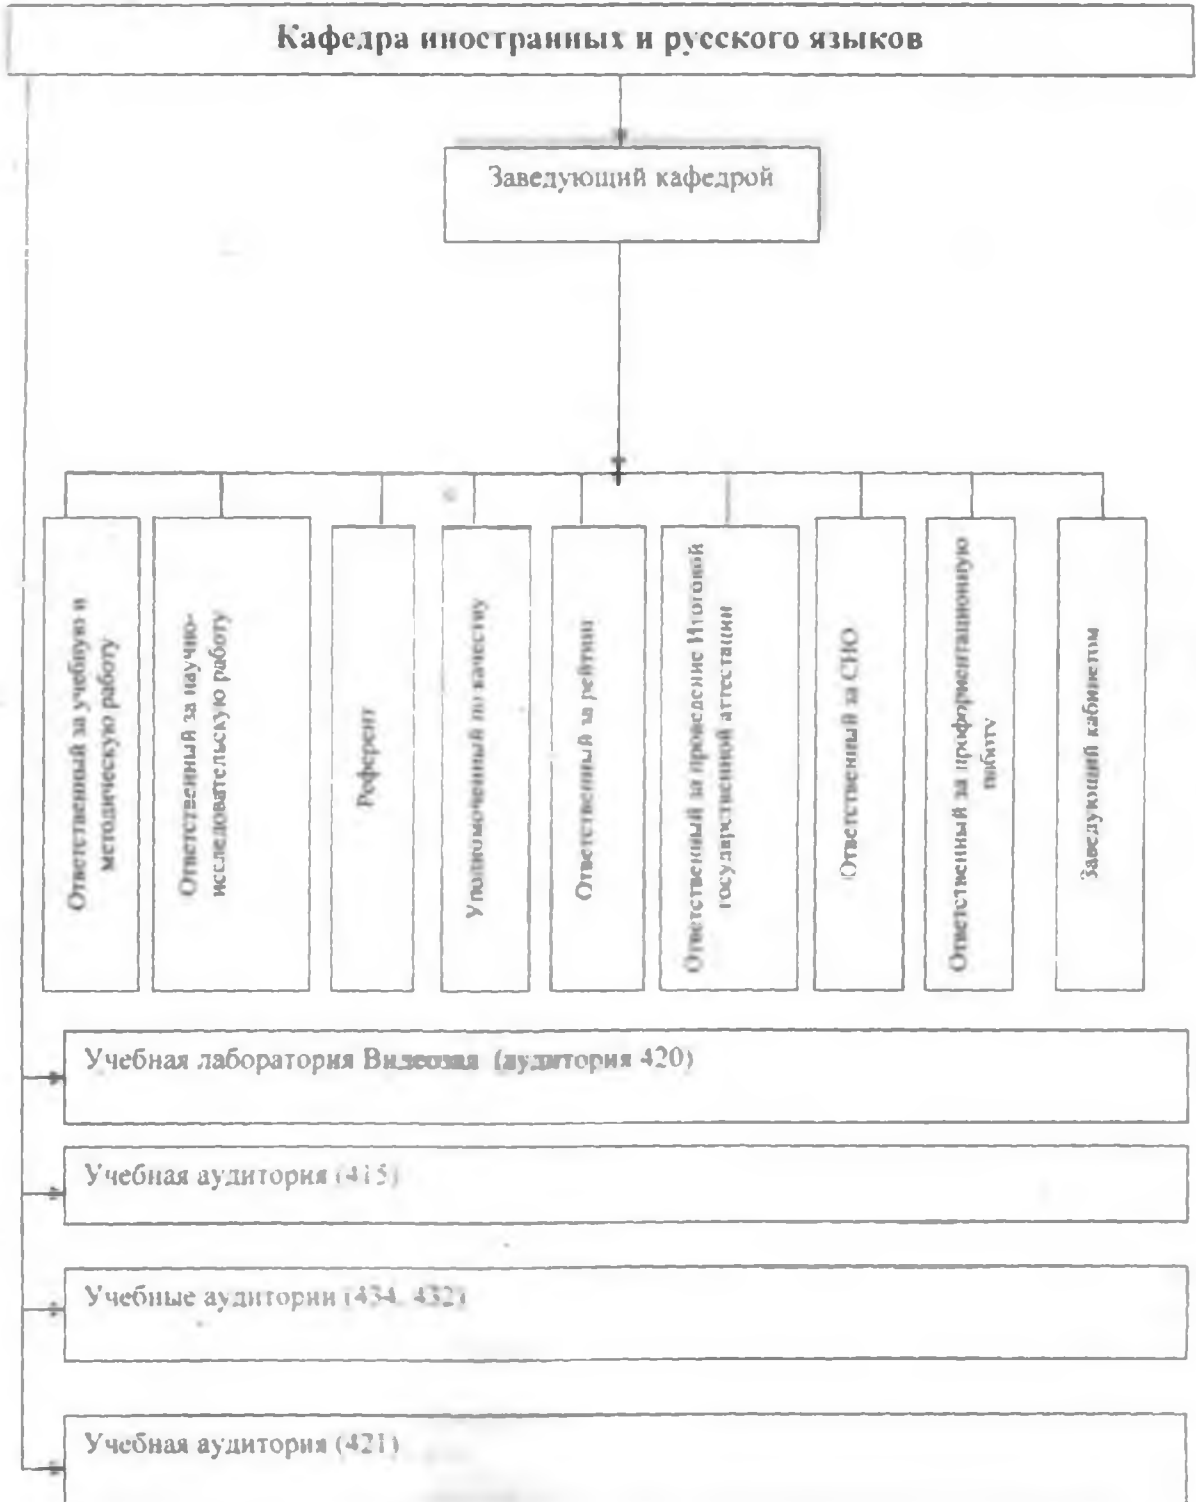 Кафедра иностранных и русского языков
Заведующий кафедрой
Ответственный за учебную и
методическую работу
Ответственный за научно-
исследовательскую работу
Референт
Уполномоченный по качеству
Ответственный за рейтинг
Ответственный за проведение Итоговой
государственной аттестации
Ответственный за СНО
Ответственный за профориентационную
работу
Заведующий кабинетом
Учебная лаборатория Видеозал (аудитория 420)
Учебная аудитория (415)
Учебные аудитории (434, 432)
Учебная аудитория (421)